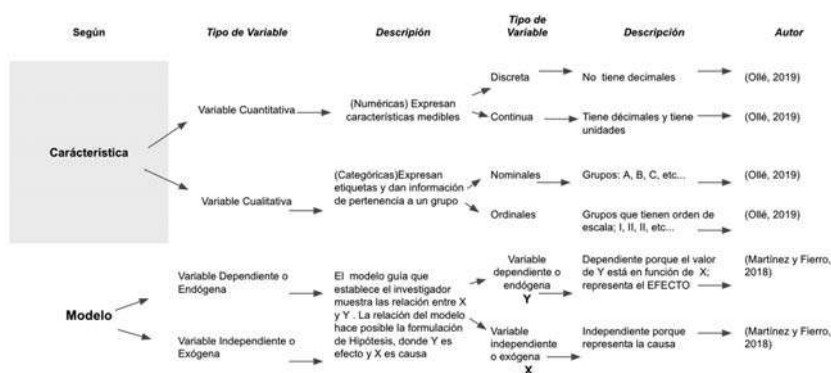 Según
Tipo de Variable
Descripión
Tipo de
Variable
Descripción
Autor
Carácterística
Variable Cuantitativa
(Numéricas) Expresan
características medibles
Discreta
No tiene decimales
(Ollé, 2019)
Continua
Tiene décimales y tiene
unidades
(Ollé, 2019)
Variable Cualitativa
(Categóricas)Expresan
etiquetas y dan información
de pertenencia a un grupo
Nominales
Grupos: A, B, C, etc...
(Ollé, 2019)
Ordinales
Grupos que tienen orden de
escala; I, II, II, etc...
(Ollé, 2019)
Modelo
Variable Dependiente o
Endógena
Variable Independiente o
Exógena
El modelo guía que
establece el investigador
muestra las relación entre X
y Y . La relación del modelo
hace posible la formulación
de Hipótesis, donde Y es
efecto y X es causa
Variable
dependiente o
endógena
Y
Dependiente porque el valor
de Y está en función de X;
representa el EFECTO
(Martínez y Fierro,
2018)
Variable
independiente
o exógena
X
Independiente porque
representa la causa
(Martínez y Fierro,
2018)